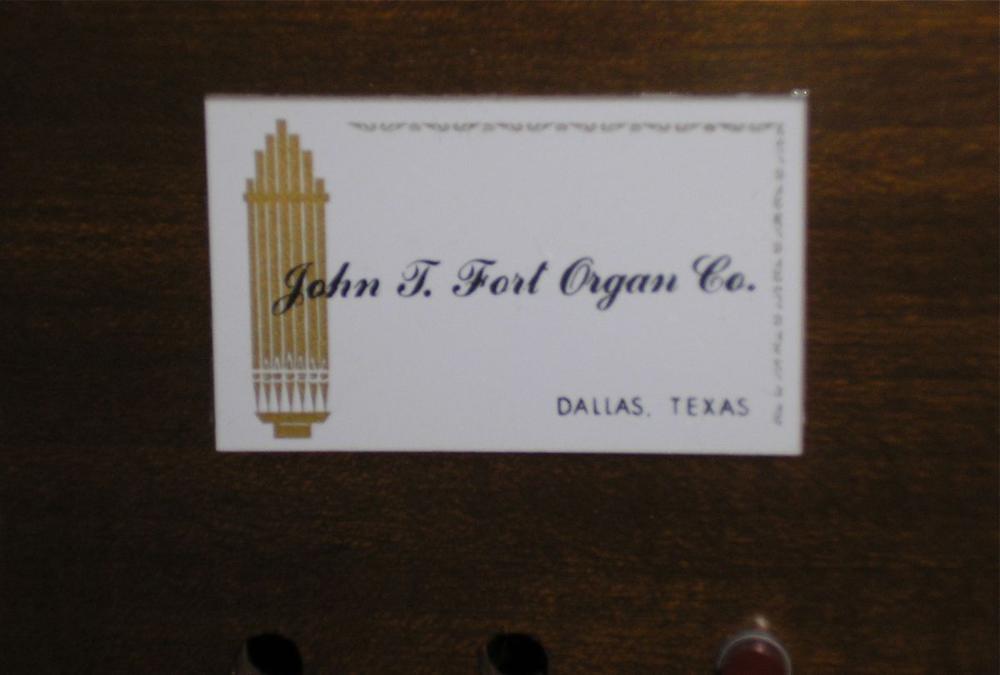 John T. Fort Organ Co.
DALLAS, TEXAS